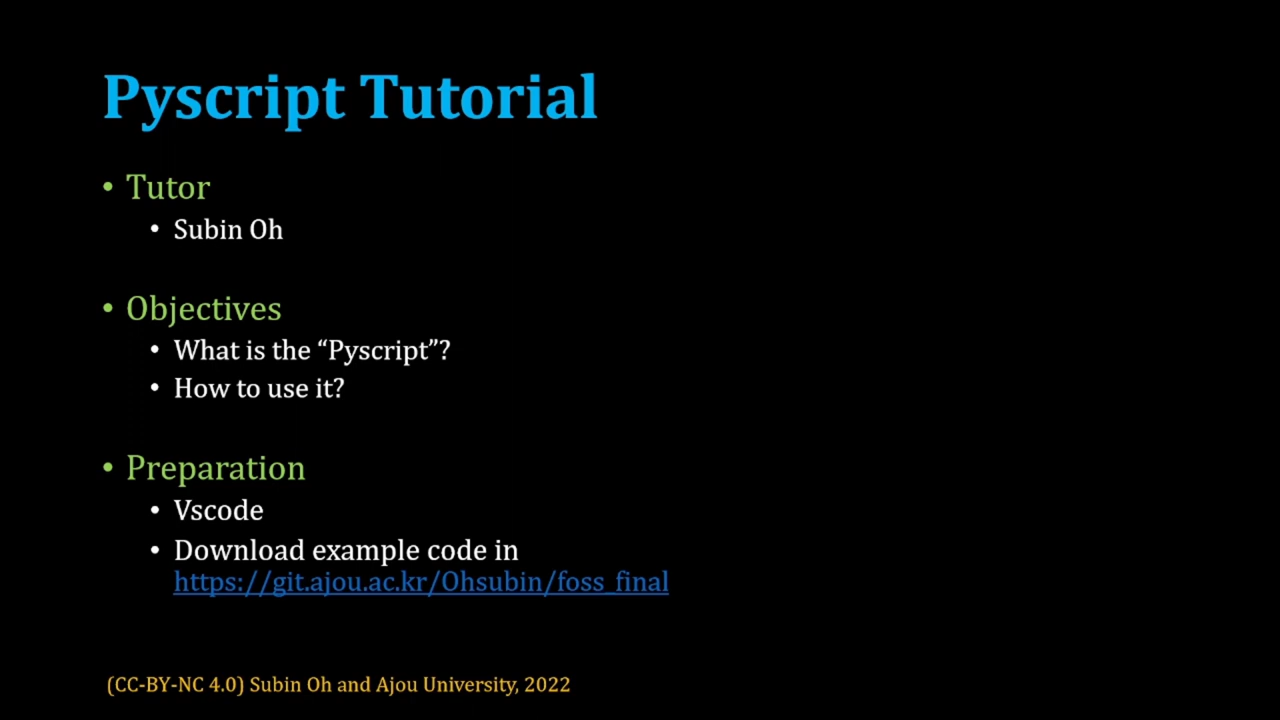 Pyscript Tutorial
• Tutor
• Subin Oh
• Objectives
• What is the “Pyscript”?
• How to use it?
• Preparation
• Vscode
• Download example code in
https://git.ajou.ac.kr/Ohsubin/foss_final
(CC-BY-NC 4.0) Subin Oh and Ajou University, 2022